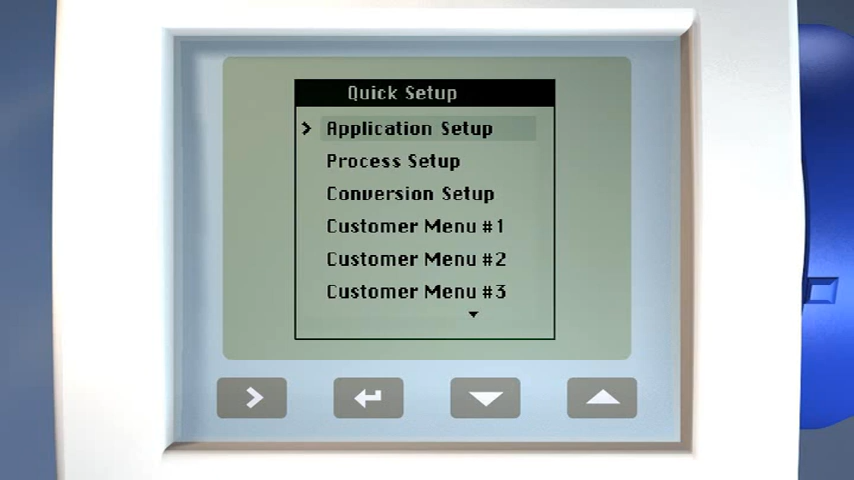 Quick Setup
> Application Setup
Process Setup
Conversion Setup
Customer Menu #1
Customer Menu #2
Customer Menu #3